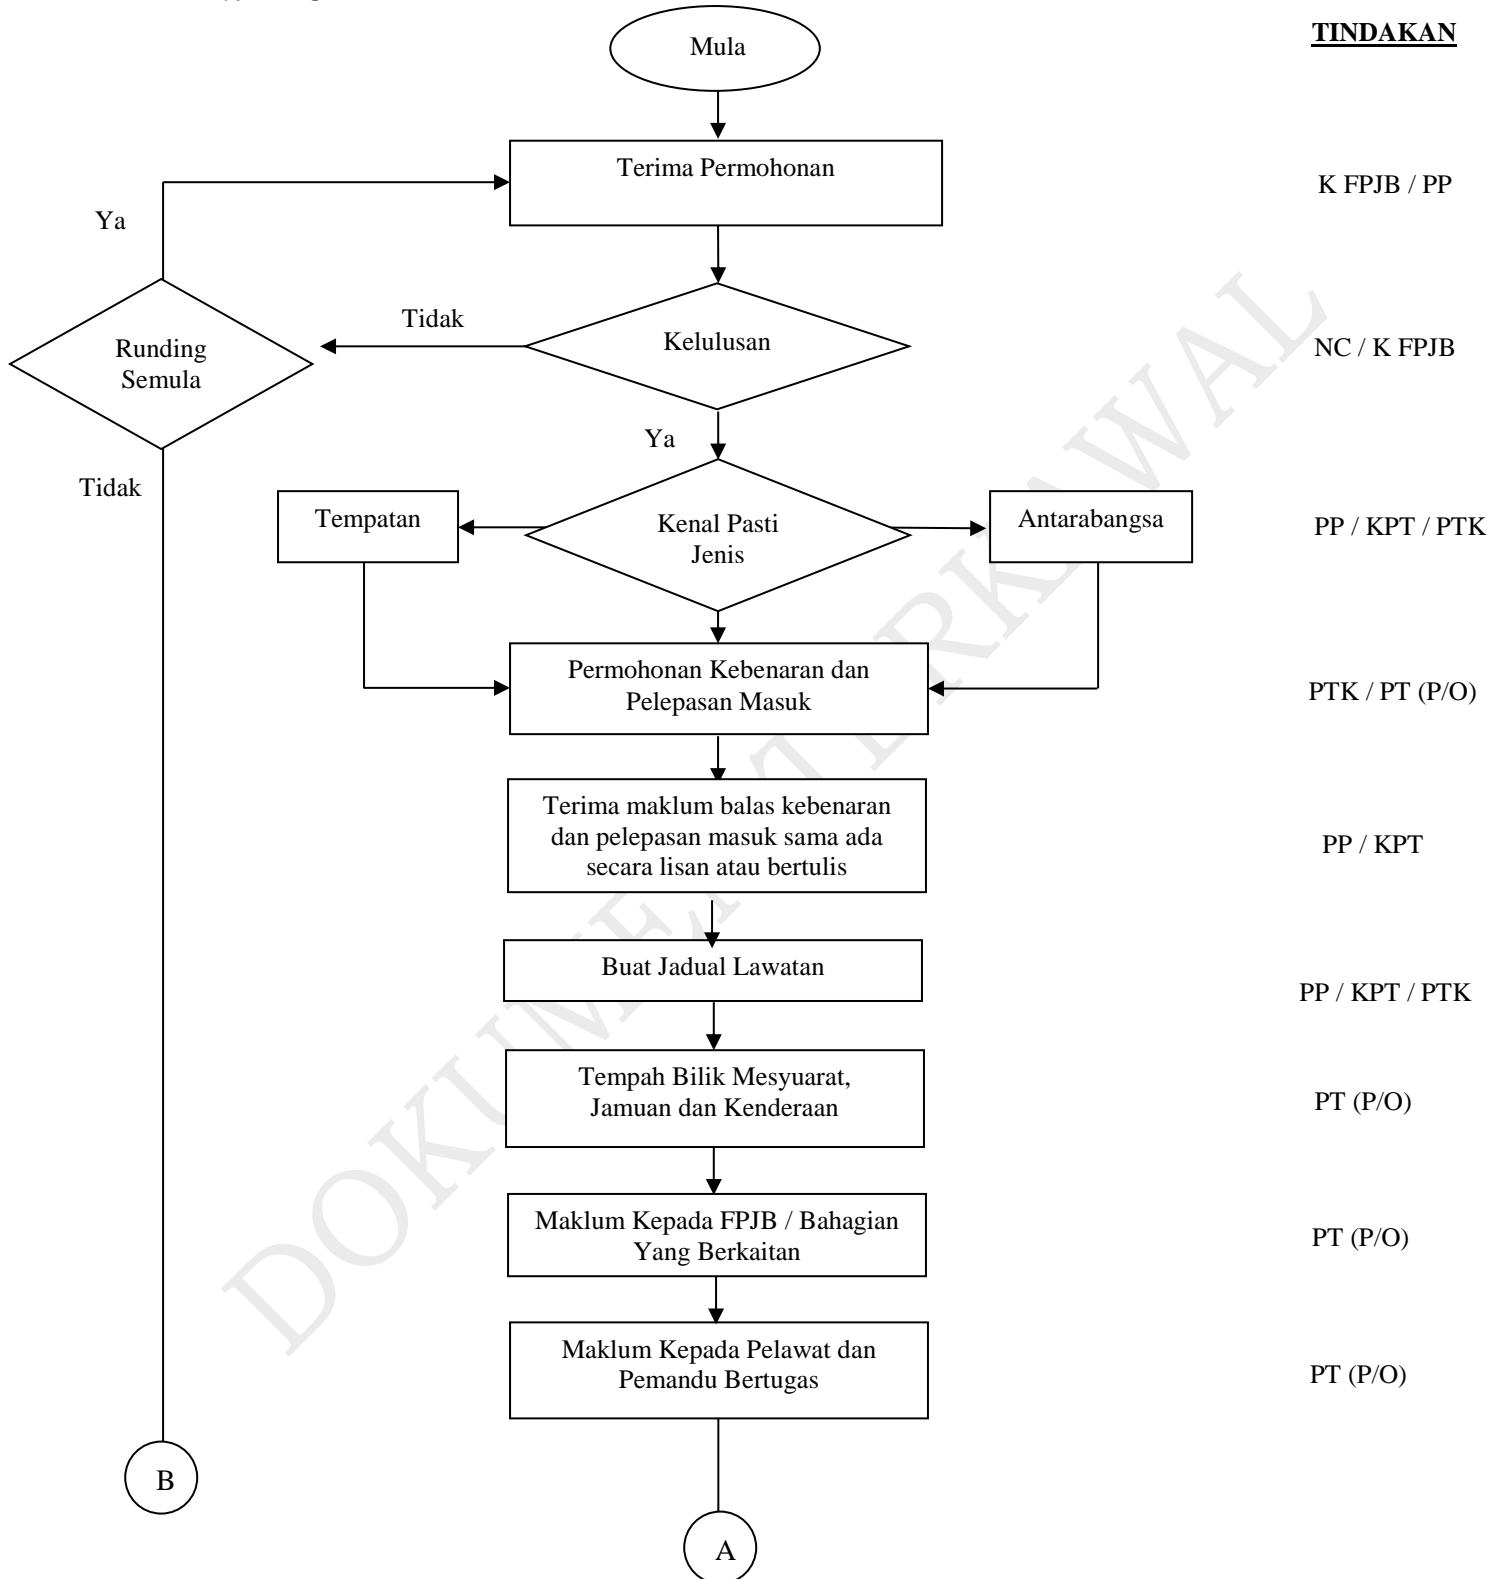 Mula
TINDAKAN
Terima Permohonan
K FPJB / PP
Ya
Tidak
Kelulusan
Runding
Semula
NC / K FPJB
Ya
Tidak
Tempatan
Kenal Pasti
Jenis
Antarabangsa
PP / KPT / PTK
Permohonan Kebenaran dan
Pelepasan Masuk
PTK / PT (P/O)
Terima maklum balas kebenaran
dan pelepasan masuk sama ada
secara lisan atau bertulis
PP / KPT
Buat Jadual Lawatan
PP / KPT / PTK
Tempah Bilik Mesyuarat,
Jamuan dan Kenderaan
PT (P/O)
Maklum Kepada FPJB / Bahagian
Yang Berkaitan
PT (P/O)
Maklum Kepada Pelawat dan
Pemandu Bertugas
PT (P/O)
B
A